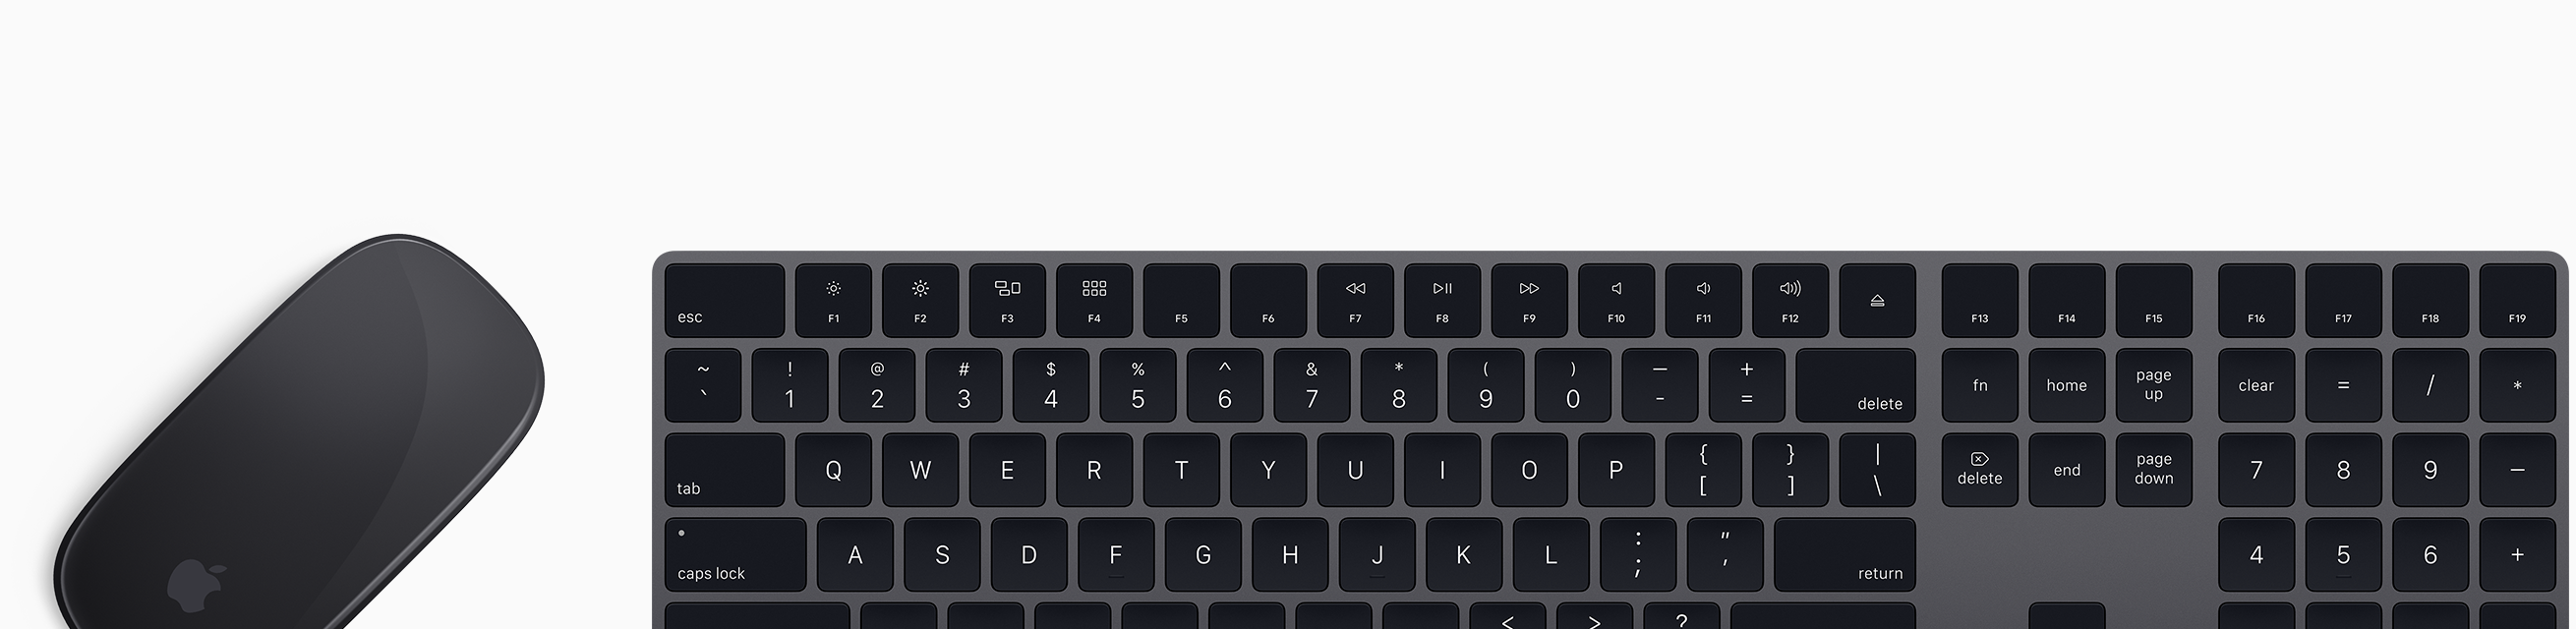 esc F1 F2 F3 F4 F5 F6 F7 F8 F9 F10 F11 F12 F13 F14 F15 F16 F17 F18 F19
~ ! @ # $ % ^ & * ( ) — +
` 1 2 3 4 5 6 7 8 9 0 - = delete fn home page up clear = / *
tab Q W E R T Y U I O P { [ } ] | \ delete end page down 7 8 9 −
caps lock A S D F G H J K L : ; " ' return 4 5 6 +
< > ?